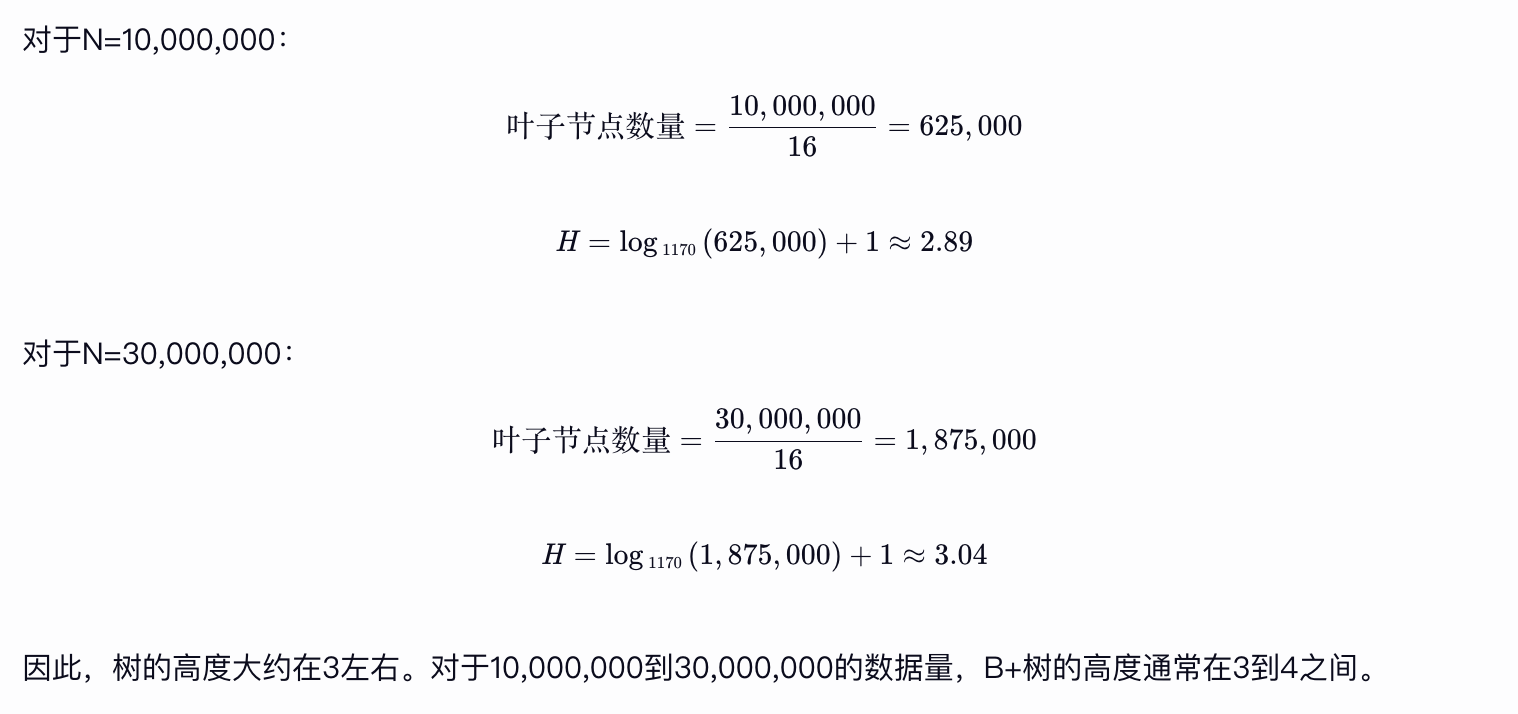 对于N=10,000,000：
叶子节点数量 = \frac{10,000,000}{16} = 625,000
H = log_{1170} (625,000) + 1 ≈ 2.89
对于N=30,000,000：
叶子节点数量 = \frac{30,000,000}{16} = 1,875,000
H = log_{1170} (1,875,000) + 1 ≈ 3.04
因此，树的高度大约在3左右。对于10,000,000到30,000,000的数据量，B+树的高度通常在3到4之间。